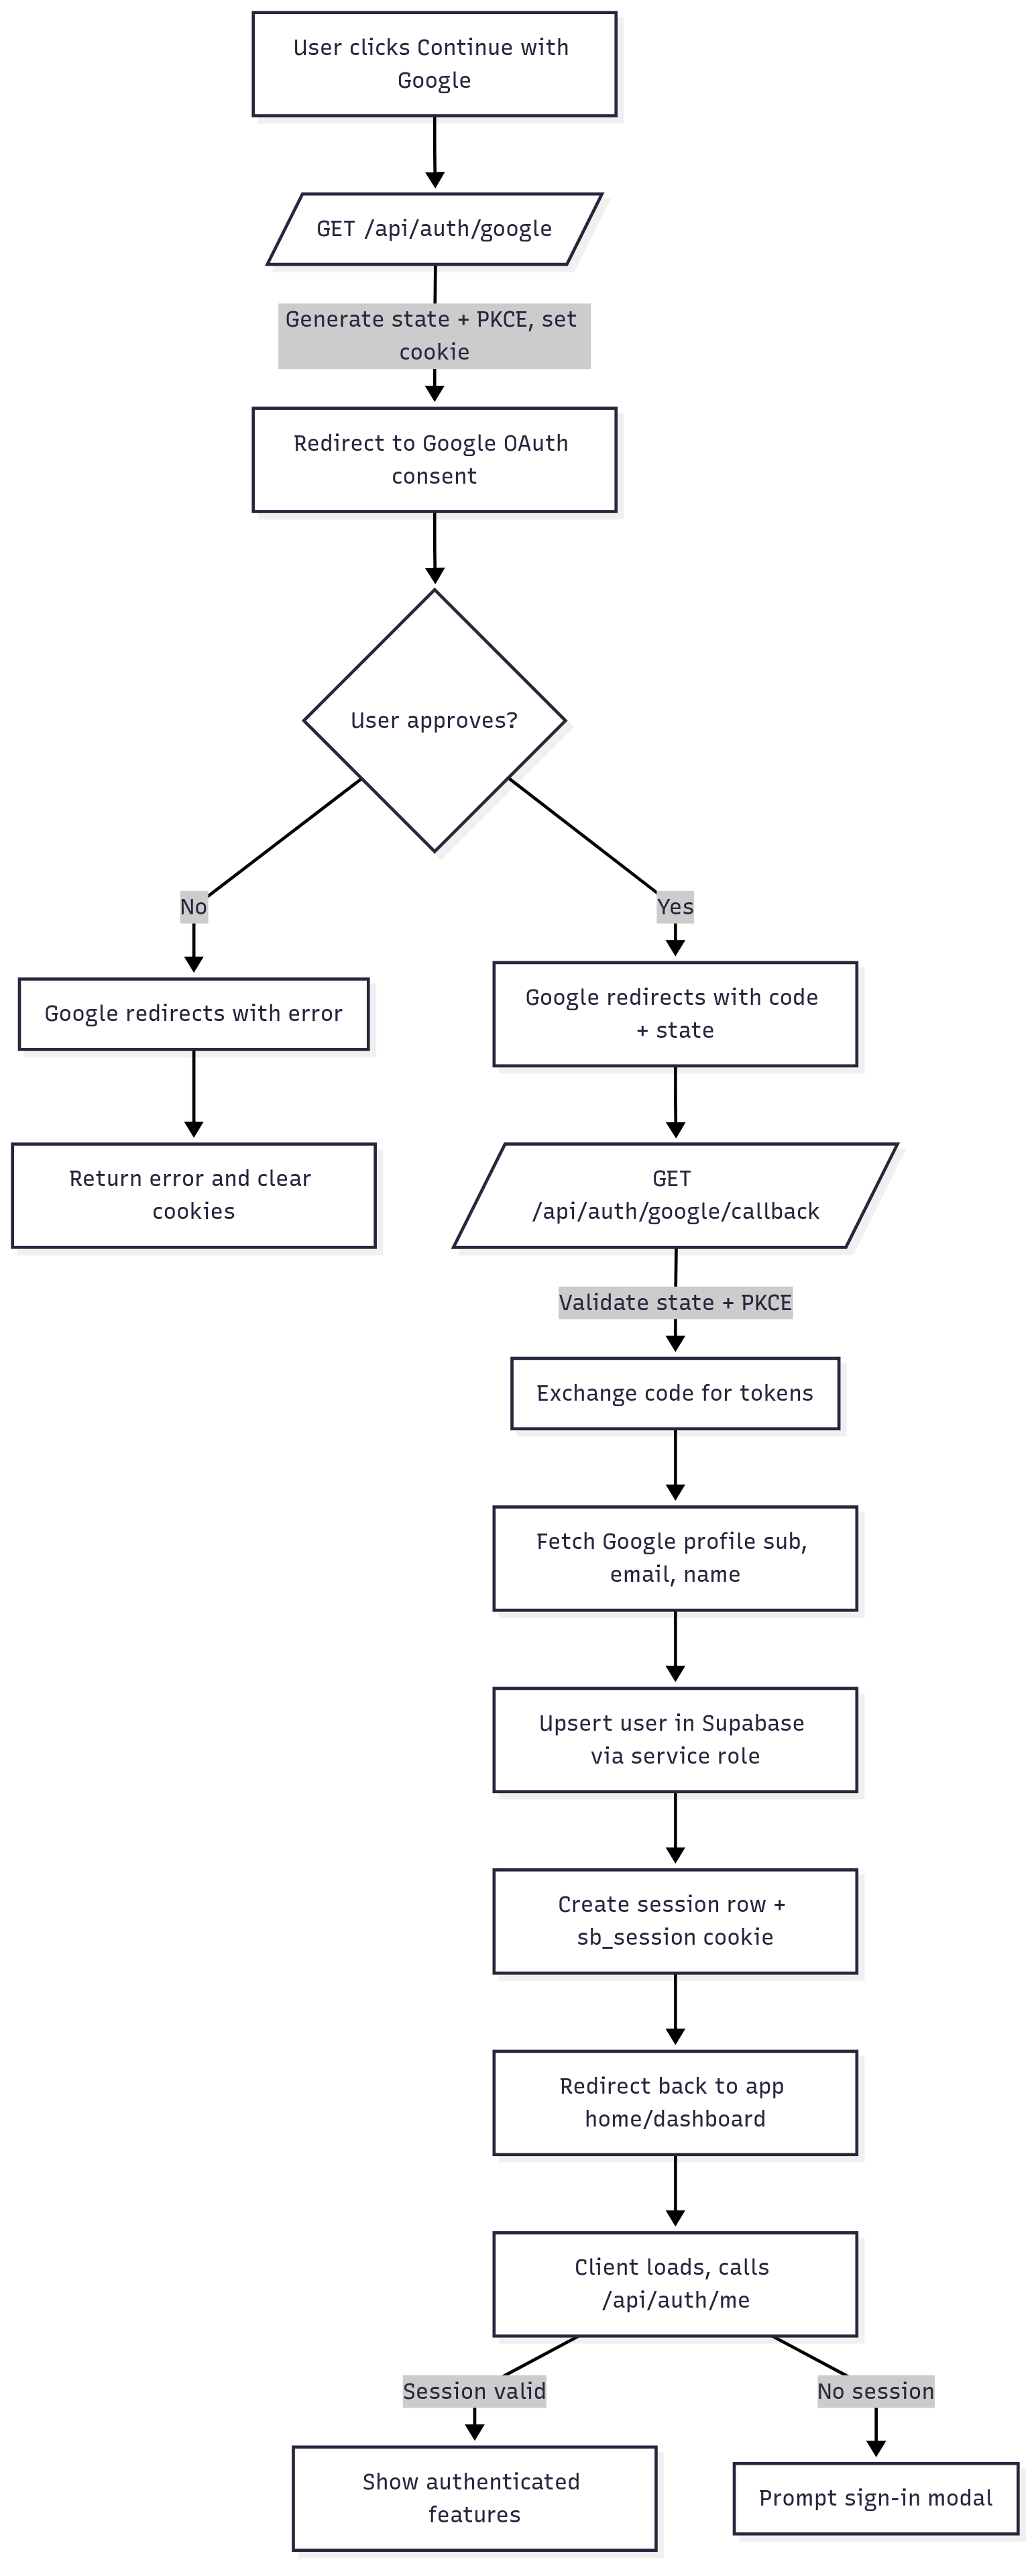 User clicks Continue with
Google
GET /api/auth/google
Generate state + PKCE, set
cookie
Redirect to Google OAuth
consent
User approves?
No
Yes
Google redirects with error
Google redirects with code
+ state
Return error and clear
cookies
GET
/api/auth/google/callback
Validate state + PKCE
Exchange code for tokens
Fetch Google profile sub,
email, name
Upsert user in Supabase
via service role
Create session row +
sb_session cookie
Redirect back to app
home/dashboard
Client loads, calls
/api/auth/me
Session valid
No session
Show authenticated
features
Prompt sign-in modal